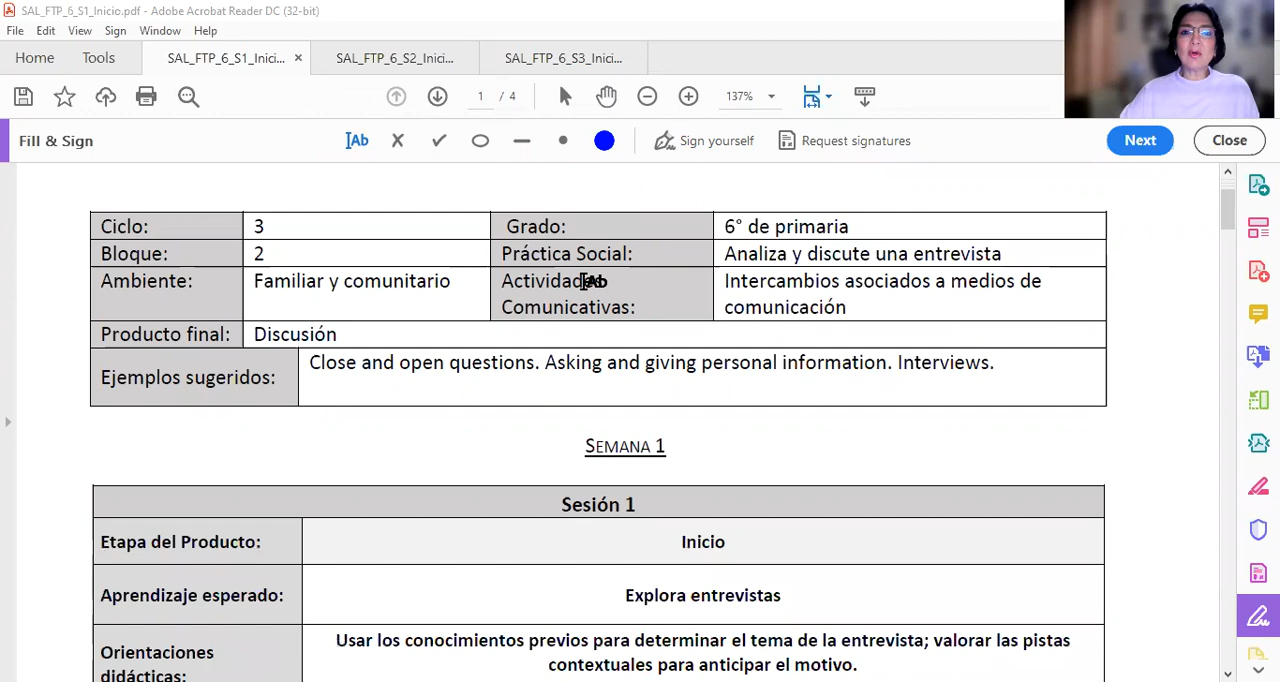 SAL_FTP_6_S1_Inicio.pdf - Adobe Acrobat Reader DC (32-bit)
File Edit View Sign Window Help
Home Tools SAL_FTP_6_S1_Inici... × SAL_FTP_6_S2_Inici... SAL_FTP_6_S3_Inici...
1 / 4 137%
Fill & Sign Ab Sign yourself Request signatures Next Close
Ciclo: 3 Grado: 6° de primaria
Bloque: 2 Práctica Social: Analiza y discute una entrevista
Ambiente: Familiar y comunitario Actividades Intercambios asociados a medios de
Comunicativas: comunicación
Producto final: Discusión
Ejemplos sugeridos: Close and open questions. Asking and giving personal information. Interviews.
SEMANA 1
Sesión 1
Etapa del Producto: Inicio
Aprendizaje esperado: Explora entrevistas
Orientaciones Usar los conocimientos previos para determinar el tema de la entrevista; valorar las pistas
didácticas: contextuales para anticipar el motivo.